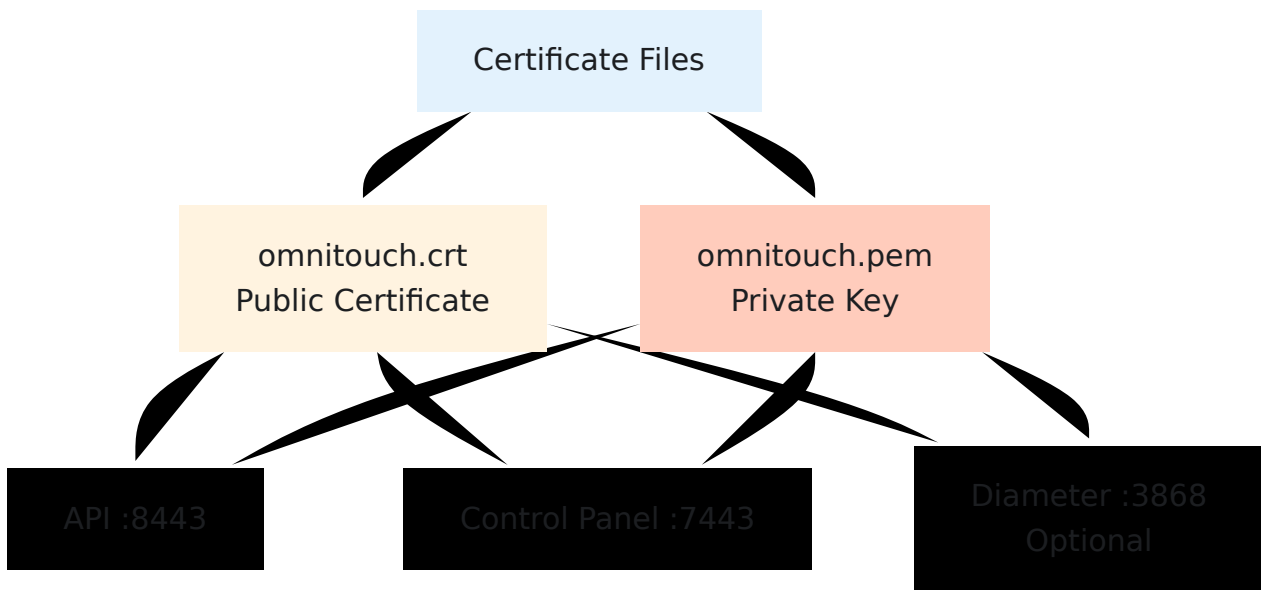 Certificate Files
omnitouch.crt
Public Certificate
omnitouch.pem
Private Key
API :8443
Control Panel :7443
Diameter :3868
Optional